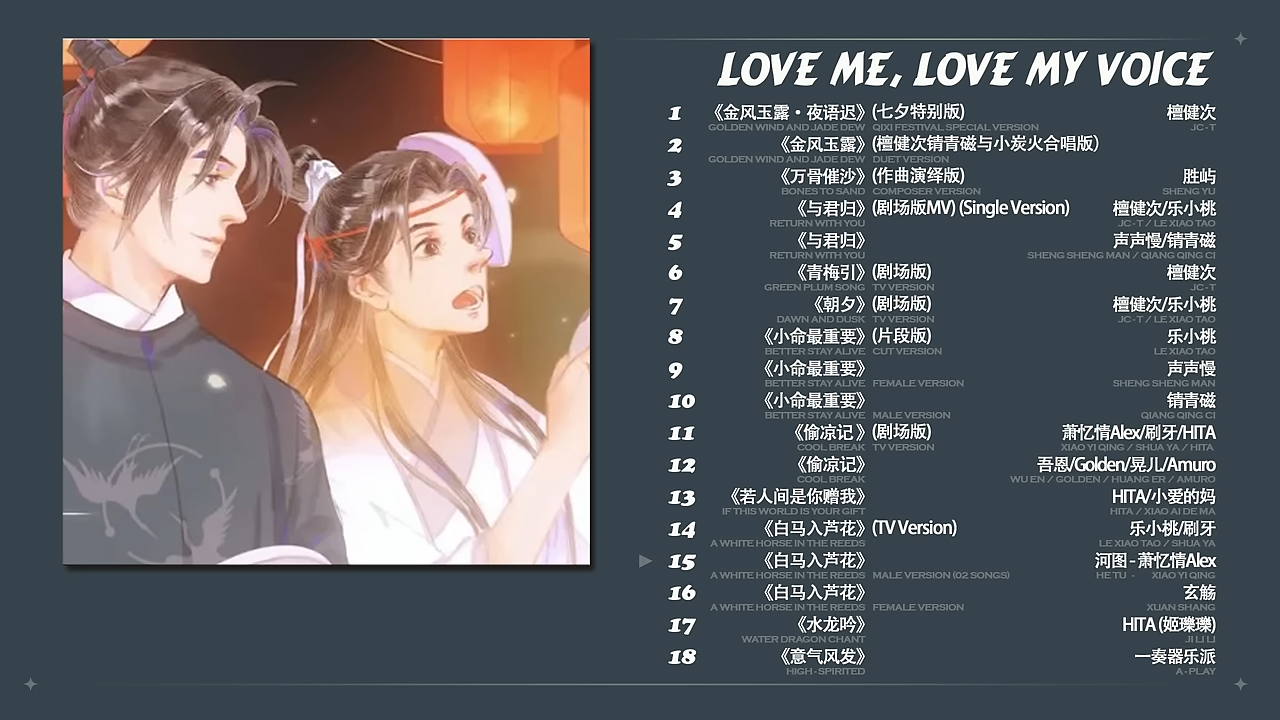 LOVE ME, LOVE MY VOICE
1 《金风玉露·夜语迟》 (七夕特别版) 檀健次
GOLDEN WIND AND JADE DEW QIXI FESTIVAL SPECIAL VERSION JC-T
2 《金风玉露》 (檀健次锖青磁与小炭火合唱版)
GOLDEN WIND AND JADE DEW DUET VERSION
3 《万骨催沙》 (作曲演绎版) 胜屿
BONES TO SAND COMPOSER VERSION SHENG YU
4 《与君归》 (剧场版MV) (Single Version) 檀健次/乐小桃
RETURN WITH YOU JC-T / LE XIAO TAO
5 《与君归》 声声慢/锖青磁
RETURN WITH YOU SHENG SHENG MAN / QIANG QING CI
6 《青梅引》 (剧场版) 檀健次
GREEN PLUM SONG TV VERSION JC-T
7 《朝夕》 (剧场版) 檀健次/乐小桃
DAWN AND DUSK TV VERSION JC-T / LE XIAO TAO
8 《小命最重要》 (片段版) 乐小桃
BETTER STAY ALIVE CUT VERSION LE XIAO TAO
9 《小命最重要》 声声慢
BETTER STAY ALIVE FEMALE VERSION SHENG SHENG MAN
10 《小命最重要》 锖青磁
BETTER STAY ALIVE MALE VERSION QIANG QING CI
11 《偷凉记 》 (剧场版) 萧忆情Alex/刷牙/HITA
COOL BREAK TV VERSION XIAO YI QING / SHUA YA / HITA
12 《偷凉记》 吾恩/Golden/晃儿/Amuro
COOL BREAK WU EN / GOLDEN / HUANG ER / AMURO
13 《若人间是你赠我》 HITA/小爱的妈
IF THIS WORLD IS YOUR GIFT HITA / XIAO AI DE MA
14 《白马入芦花》 (TV Version) 乐小桃/刷牙
A WHITE HORSE IN THE REEDS LE XIAO TAO / SHUA YA
15 《白马入芦花》 河图 - 萧忆情Alex
A WHITE HORSE IN THE REEDS MALE VERSION (02 SONGS) HE TU - XIAO YI QING
16 《白马入芦花》 玄觞
A WHITE HORSE IN THE REEDS FEMALE VERSION XUAN SHANG
17 《水龙吟》 HITA (姬瓅瓅)
WATER DRAGON CHANT JI LI LI
18 《意气风发》 一奏器乐派
HIGH-SPIRITED A-PLAY